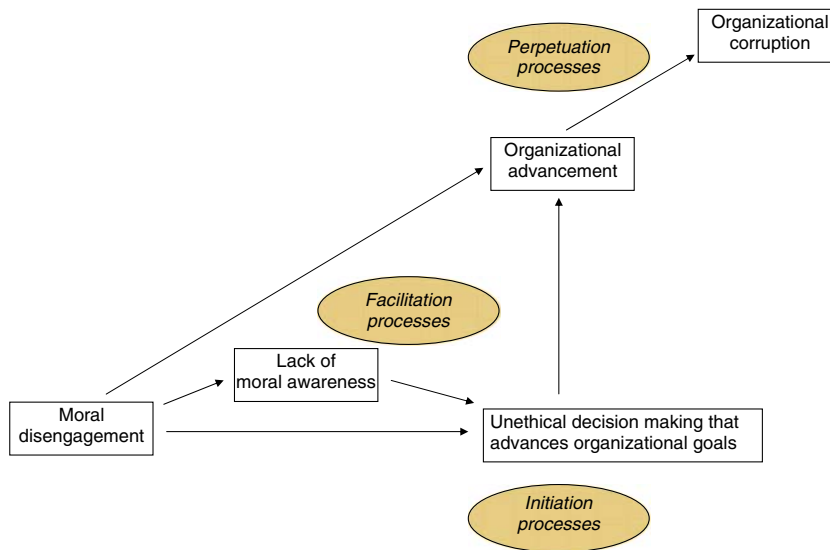 Organizational
corruption
Perpetuation
processes
Organizational
advancement
Facilitation
processes
Lack of
moral awareness
Moral
disengagement
Unethical decision making that
advances organizational goals
Initiation
processes